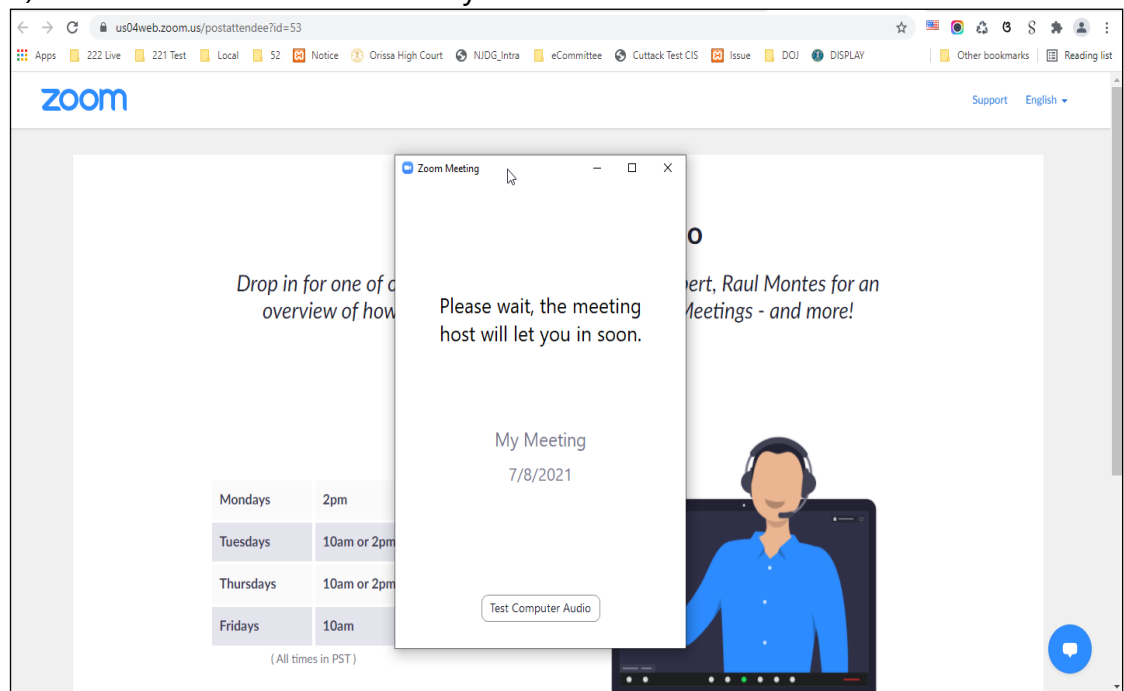 us04web.zoom.us/postattendee?id=53
Apps 222 Live 221 Test Local 52 Notice Orissa High Court NJDG_Intra eCommittee Cuttack Test CIS Issue DOJ DISPLAY Other bookmarks Reading list
zoom
Support English
Zoom Meeting
Drop in for one of
overview of how
pert, Raul Montes for an
Meetings - and more!
Please wait, the meeting
host will let you in soon.
My Meeting
7/8/2021
Mondays 2pm
Tuesdays 10am or 2pm
Thursdays 10am or 2pm
Fridays 10am
( All times in PST )
Test Computer Audio